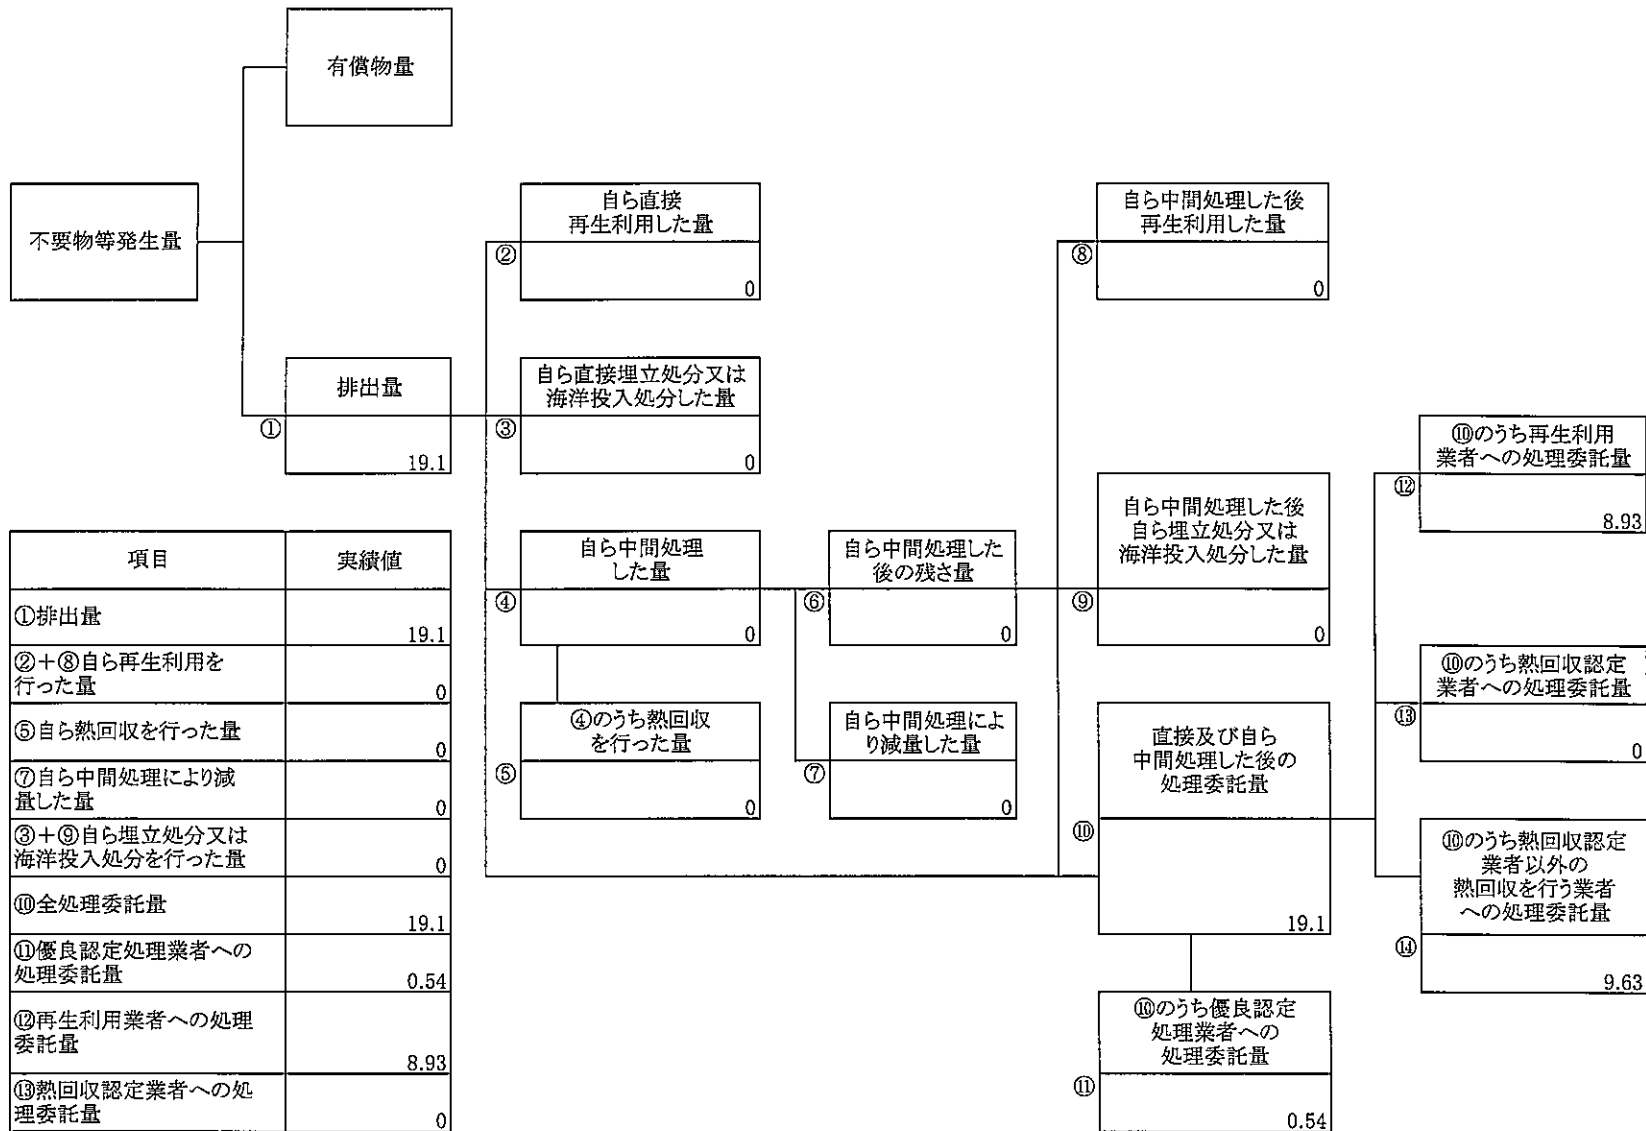 有償物量
不要物等発生量
自ら直接
再生利用した量
②
0
自ら中間処理した後
再生利用した量
⑧
0
排出量
①
19.1
自ら直接埋立処分又は
海洋投入処分した量
③
0
⑩のうち再生利用
業者への処理委託量
⑫
8.93
自ら中間処理
した量
④
0
自ら中間処理した
後の残さ量
⑥
0
自ら中間処理した後
自ら埋立処分又は
海洋投入処分した量
⑨
0
⑩のうち熱回収認定
業者への処理委託量
⑬
0
④のうち熱回収
を行った量
⑤
0
自ら中間処理によ
り減量した量
⑦
0
直接及び自ら
中間処理した後の
処理委託量
⑩
19.1
⑩のうち熱回収認定
業者以外の
熱回収を行う業者
への処理委託量
⑭
9.63
⑩のうち優良認定
処理業者への
処理委託量
⑪
0.54
項目 実績値
①排出量
19.1
②+⑧自ら再生利用を
行った量
0
⑤自ら熱回収を行った量
0
⑦自ら中間処理により減
量した量
0
③+⑨自ら埋立処分又は
海洋投入処分を行った量
0
⑩全処理委託量
19.1
⑪優良認定処理業者への
処理委託量
0.54
⑫再生利用業者への処理
委託量
8.93
⑬熱回収認定業者への処
理委託量
0